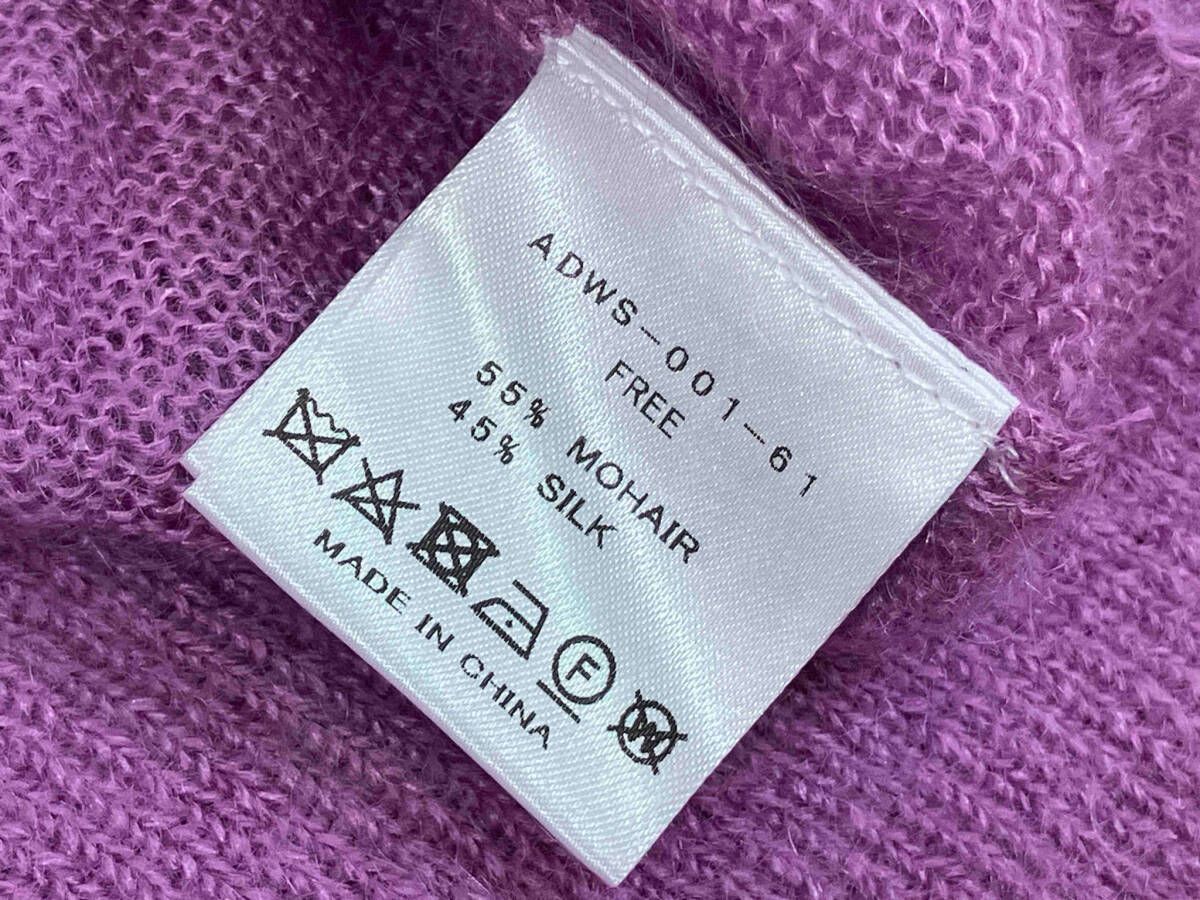 ADWS-001-61
FREE
55% MOHAIR
45% SILK
F
W
MADE IN CHINA